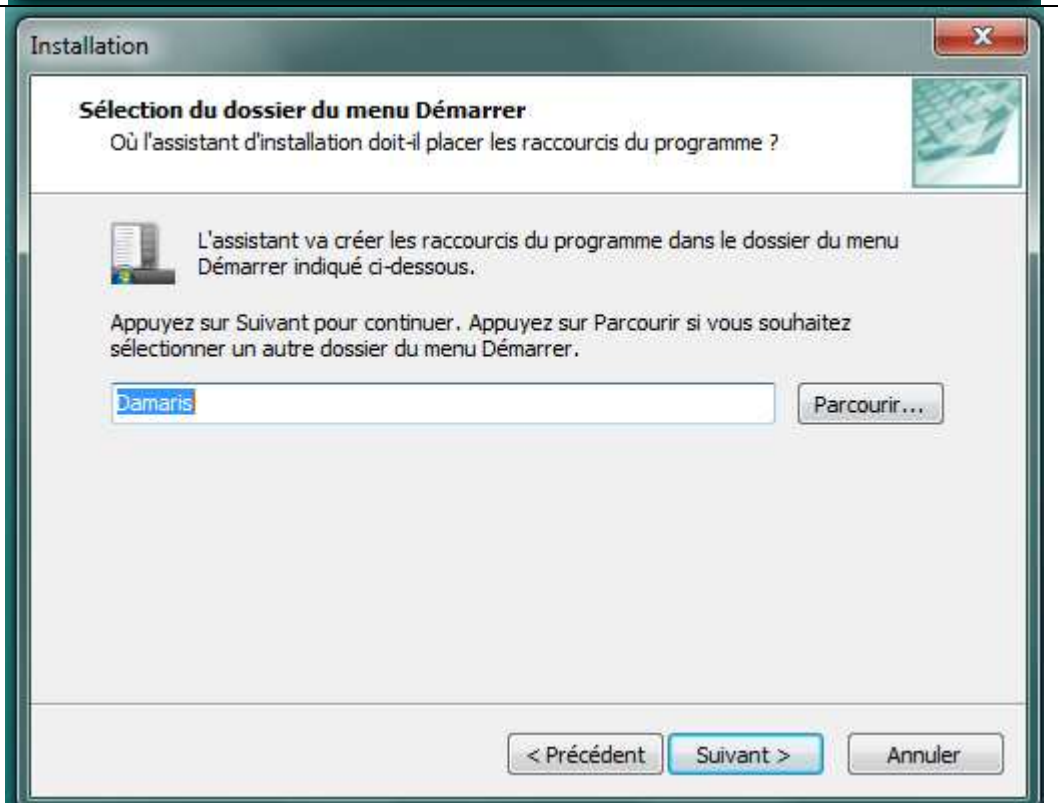 Installation
Sélection du dossier du menu Démarrer
Où l'assistant d'installation doit-il placer les raccourcis du programme ?
L'assistant va créer les raccourcis du programme dans le dossier du menu
Démarrer indiqué ci-dessous.
Appuyez sur Suivant pour continuer. Appuyez sur Parcourir si vous souhaitez
sélectionner un autre dossier du menu Démarrer.
Damaris
Parcourir...
< Précédent
Suivant >
Annuler